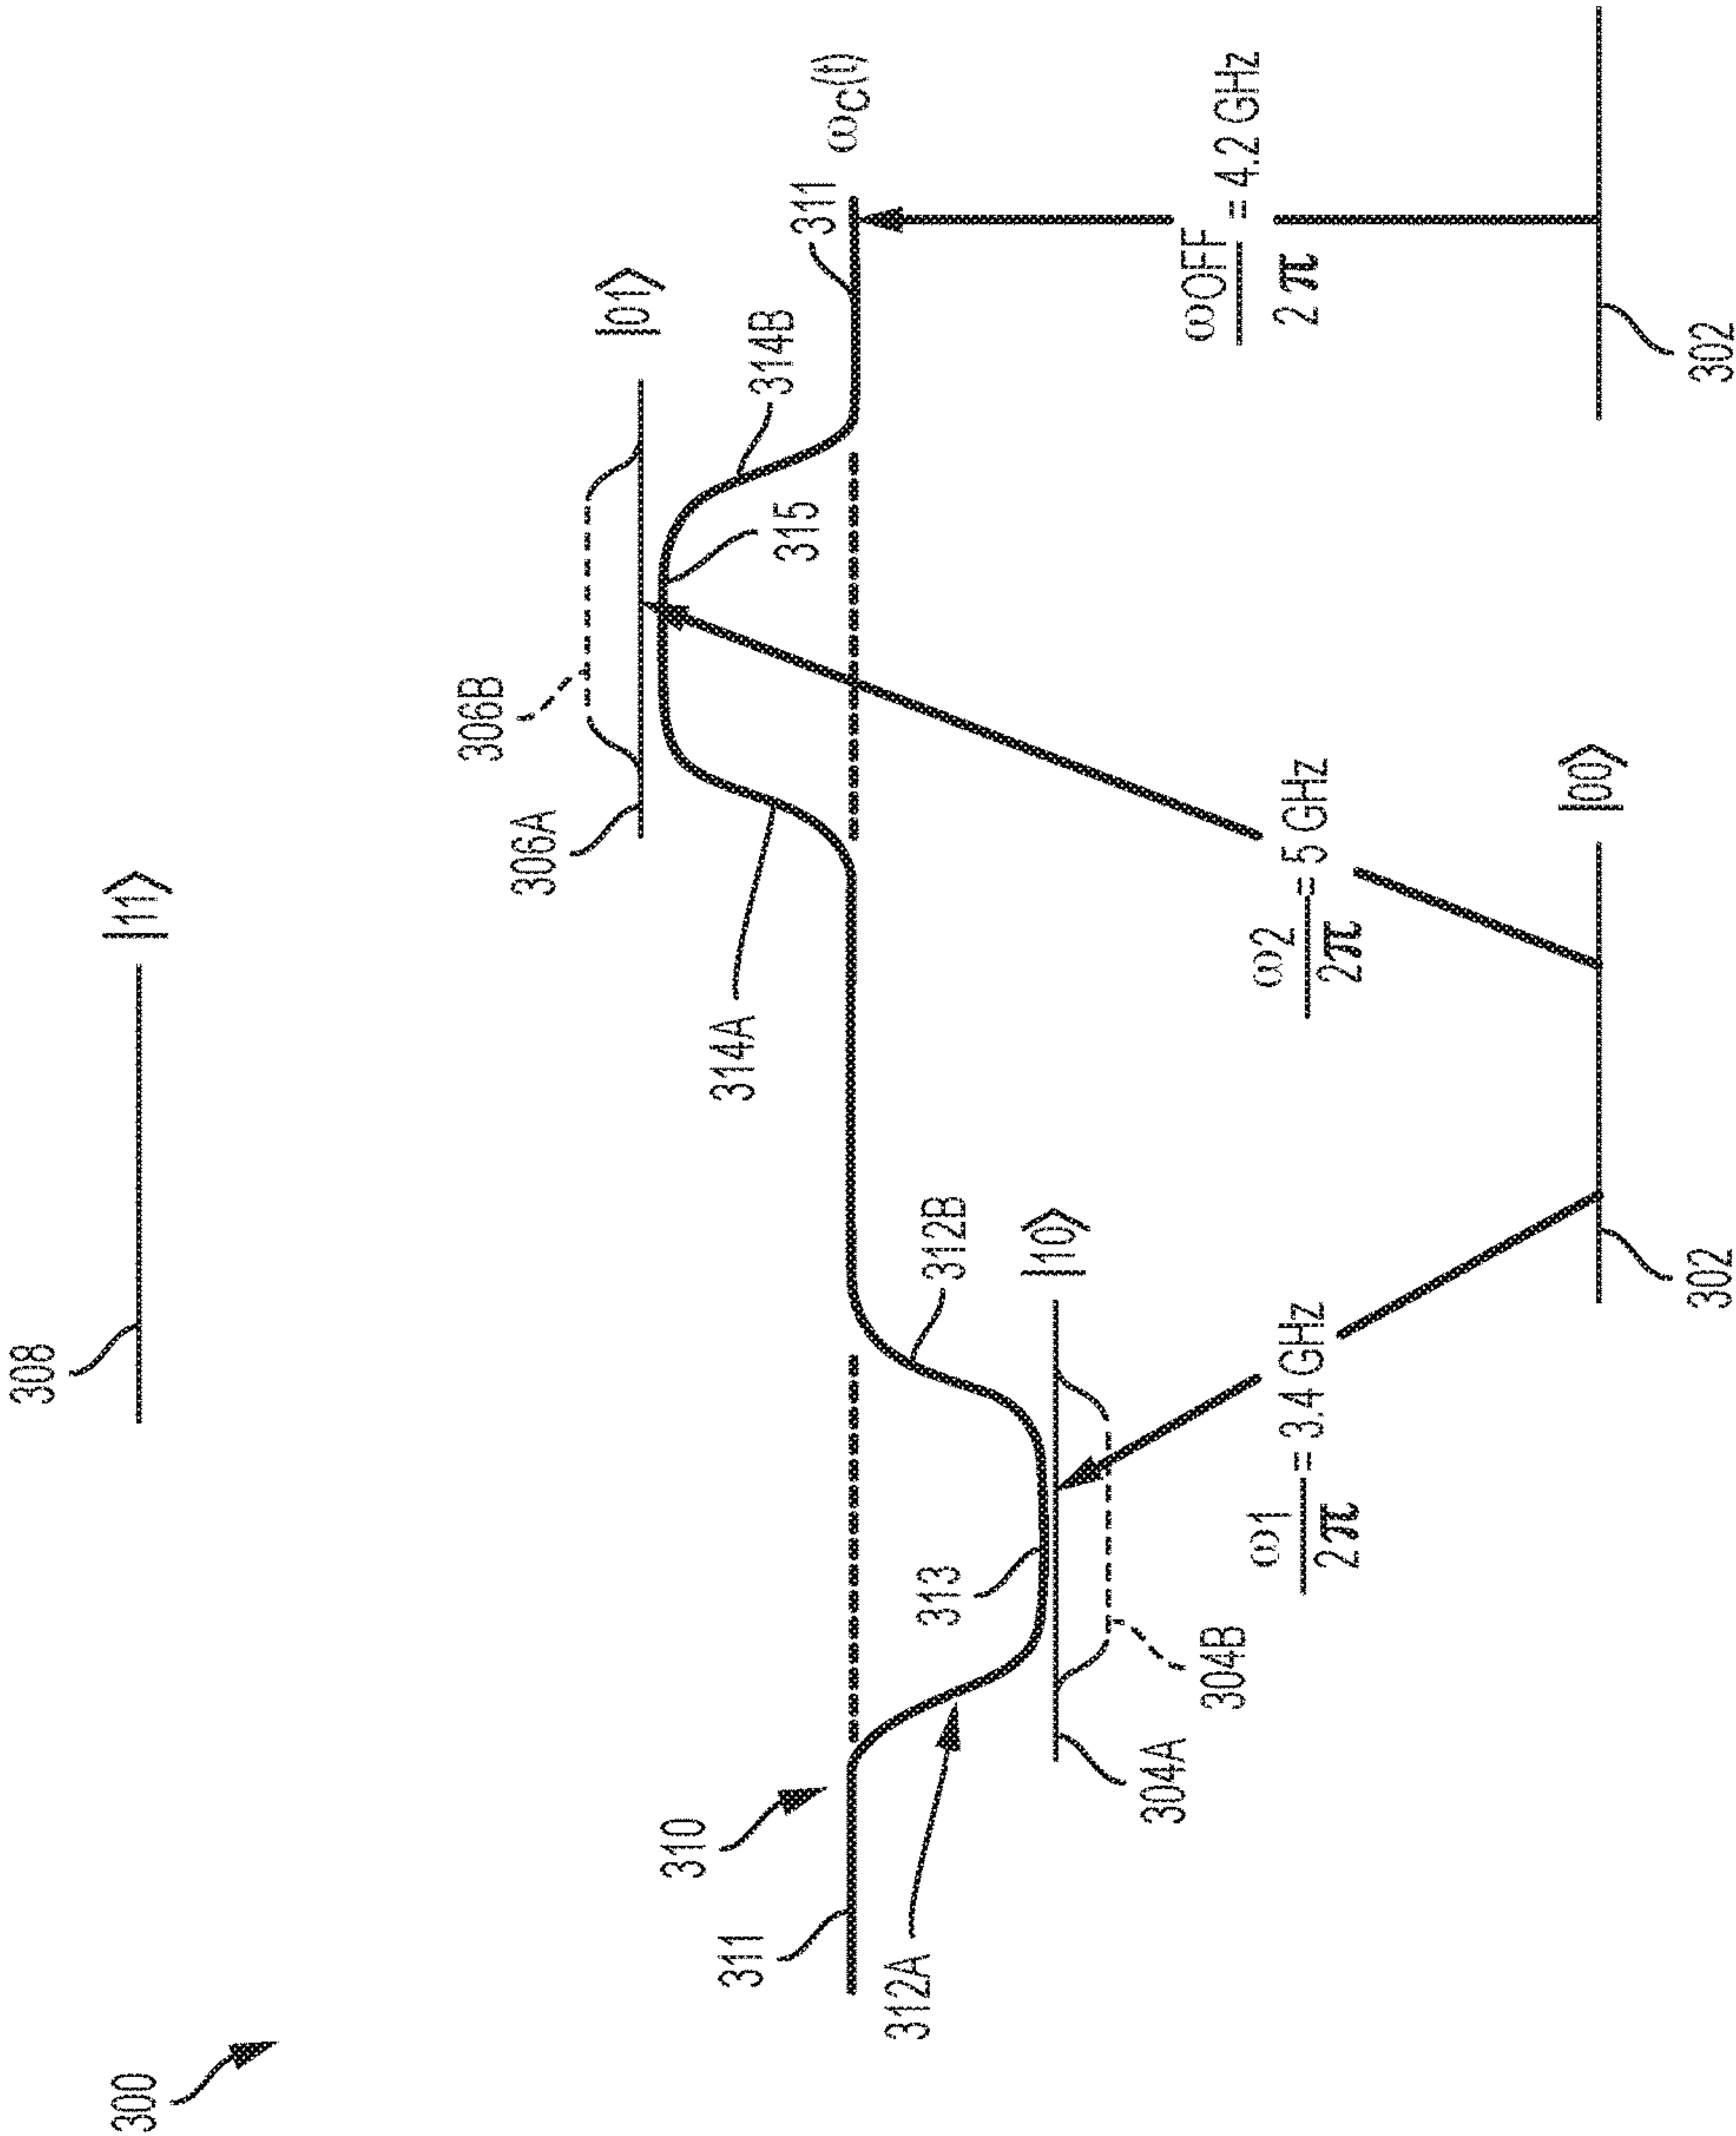 300
308
|11⟩
306B
306A
|01⟩
314A
315
314B
311
ωC(t)
311
310
312A
313
312B
|10⟩
304A
304B
ω1
2π
= 3.4 GHz
ω2
2π
= 5 GHz
ωOFF
2π
= 4.2 GHz
|00⟩
302
302